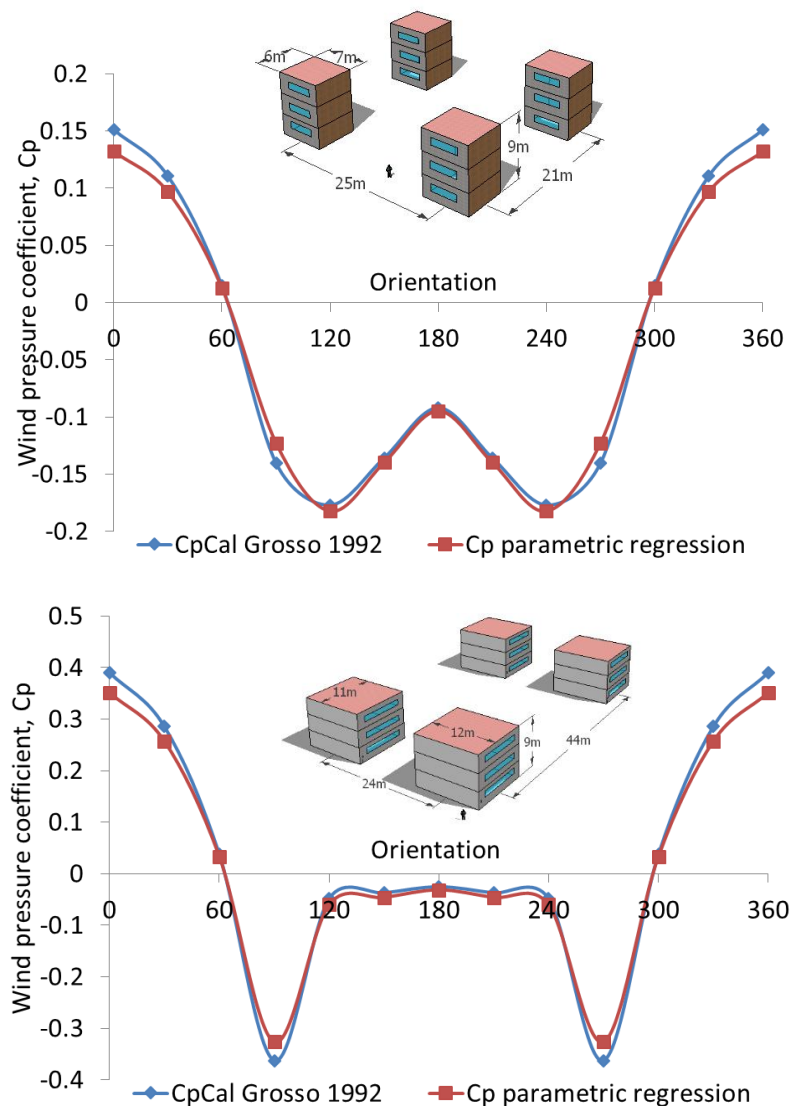 0.2
0.15
0.1
0.05
0
-0.05
-0.1
-0.15
-0.2
Wind pressure coefficient, Cp
6m
7m
9m
25m
21m
Orientation
0
60
120
180
240
300
360
CpCal Grosso 1992
Cp parametric regression
0.5
0.4
0.3
0.2
0.1
0
-0.1
-0.2
-0.3
-0.4
Wind pressure coefficient, Cp
11m
12m
9m
44m
24m
Orientation
0
60
120
180
240
300
360
CpCal Grosso 1992
Cp parametric regression